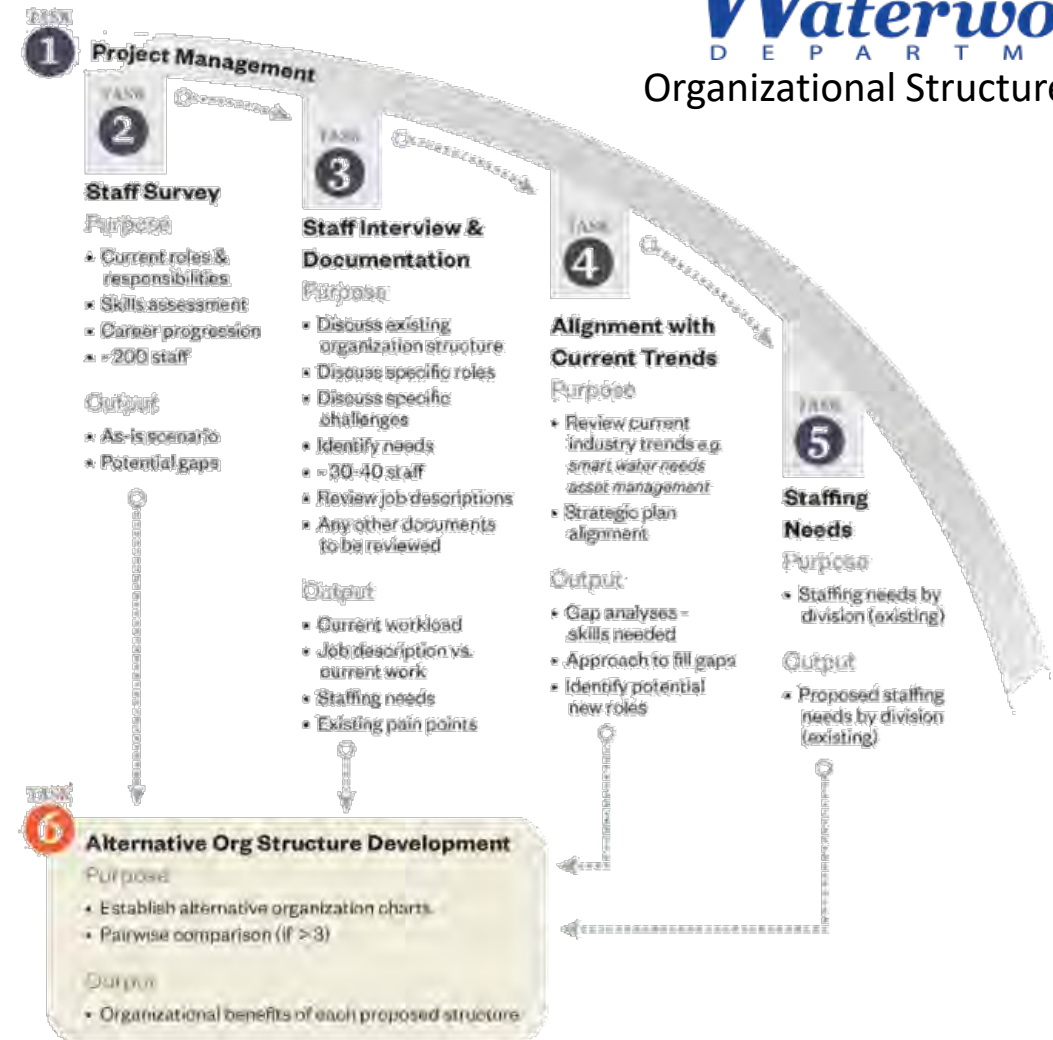 TASK
1
Project Management
Waterwo
DEPARTM
Organizational Structure
TASK
2
Staff Survey
Purpose
• Current roles &
responsibilities
• Skills assessment
• Career progression
• ≈200 staff
Output
• As-is scenario
• Potential gaps
TASK
3
Staff Interview &
Documentation
Purpose
• Discuss existing
organization structure
• Discuss specific roles
• Discuss specific
challenges
• Identify needs
• ≈30-40 staff
• Review job descriptions
• Any other documents
to be reviewed
Output
• Current workload
• Job description vs.
current work
• Staffing needs
• Existing pain points
TASK
4
Alignment with
Current Trends
Purpose
• Review current
industry trends e.g.
smart water needs
asset management
• Strategic plan
alignment
Output
• Gap analyses –
skills needed
• Approach to fill gaps
• Identify potential
new roles
TASK
5
Staffing
Needs
Purpose
• Staffing needs by
division (existing)
Output
• Proposed staffing
needs by division
(existing)
TASK
6
Alternative Org Structure Development
Purpose
• Establish alternative organization charts.
• Pairwise comparison (if >3)
Output
• Organizational benefits of each proposed structure